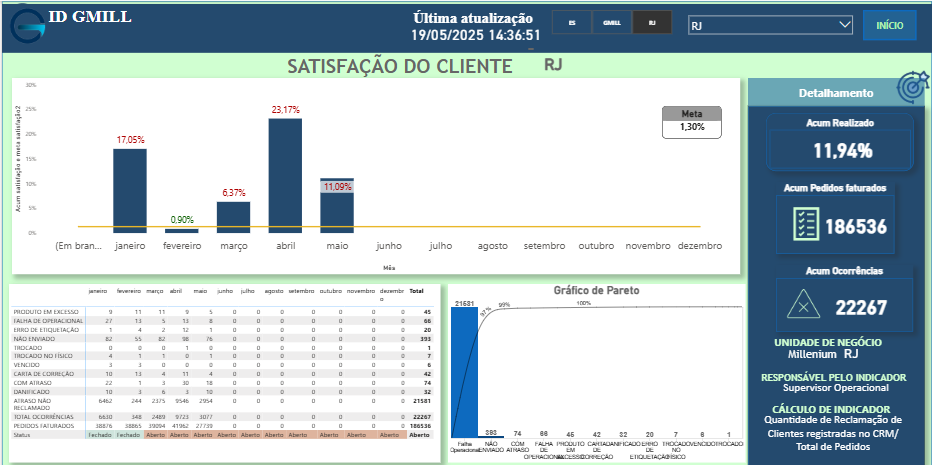 ID GMILL
Última atualização
19/05/2025 14:36:51
ES GMILL RJ
RJ
INÍCIO
SATISFAÇÃO DO CLIENTE RJ
Acum satisfação e meta satisfação2
30%
25%
20%
15%
10%
5%
0%
17,05%
0,90%
6,37%
23,17%
11,09%
(Em bran... janeiro fevereiro março abril maio junho julho agosto setembro outubro novembro dezembro
Mês
Meta
1,30%
Detalhamento
Acum Realizado
11,94%
Acum Pedidos faturados
186536
Acum Ocorrências
22267
UNIDADE DE NEGÓCIO
Millenium RJ
RESPONSÁVEL PELO INDICADOR
Supervisor Operacional
CÁLCULO DE INDICADOR
Quantidade de Reclamação de
Clientes registradas no CRM/
Total de Pedidos
janeiro fevereiro março abril maio junho julho agosto setembro outubro novembro dezembr Total
o
PRODUTO EM EXCESSO 9 11 11 9 5 0 0 0 0 0 0 0 45
FALHA DE OPERACIONAL 27 13 5 13 8 0 0 0 0 0 0 0 66
ERRO DE ETIQUETAÇÃO 1 4 2 12 1 0 0 0 0 0 0 0 20
NÃO ENVIADO 82 55 82 98 76 0 0 0 0 0 0 0 393
TROCADO 0 0 0 1 0 0 0 0 0 0 0 0 1
TROCADO NO FÍSICO 4 1 1 0 1 0 0 0 0 0 0 0 7
VENCIDO 3 3 0 0 0 0 0 0 0 0 0 0 6
CARTA DE CORREÇÃO 10 13 4 11 4 0 0 0 0 0 0 0 42
COM ATRASO 22 1 3 30 18 0 0 0 0 0 0 0 74
DANIFICADO 10 3 6 3 10 0 0 0 0 0 0 0 32
ATRASO NÃO 6462 244 2375 9546 2954 0 0 0 0 0 0 0 21581
RECLAMADO
TOTAL OCORRÊNCIAS 6630 348 2489 9723 3077 0 0 0 0 0 0 0 22267
PEDIDOS FATURADOS 38876 38865 39094 41962 27739 0 0 0 0 0 0 0 186536
Status Fechado Fechado Aberto Aberto Aberto Aberto Aberto Aberto Aberto Aberto Aberto Aberto Aberto
Gráfico de Pareto
21581
97%
99%
100%
393 74 66 45 42 32 20 7 6 1
Falha NÃO COM FALHA PRODUTO CARTA DANIFICADO ERRO TROCADO VENCIDO TROCADO
Operacional ENVIADO ATRASO DE EM DE DE NO
OPERACIONAL EXCESSO CORREÇÃO ETIQUETAÇÃO FÍSICO